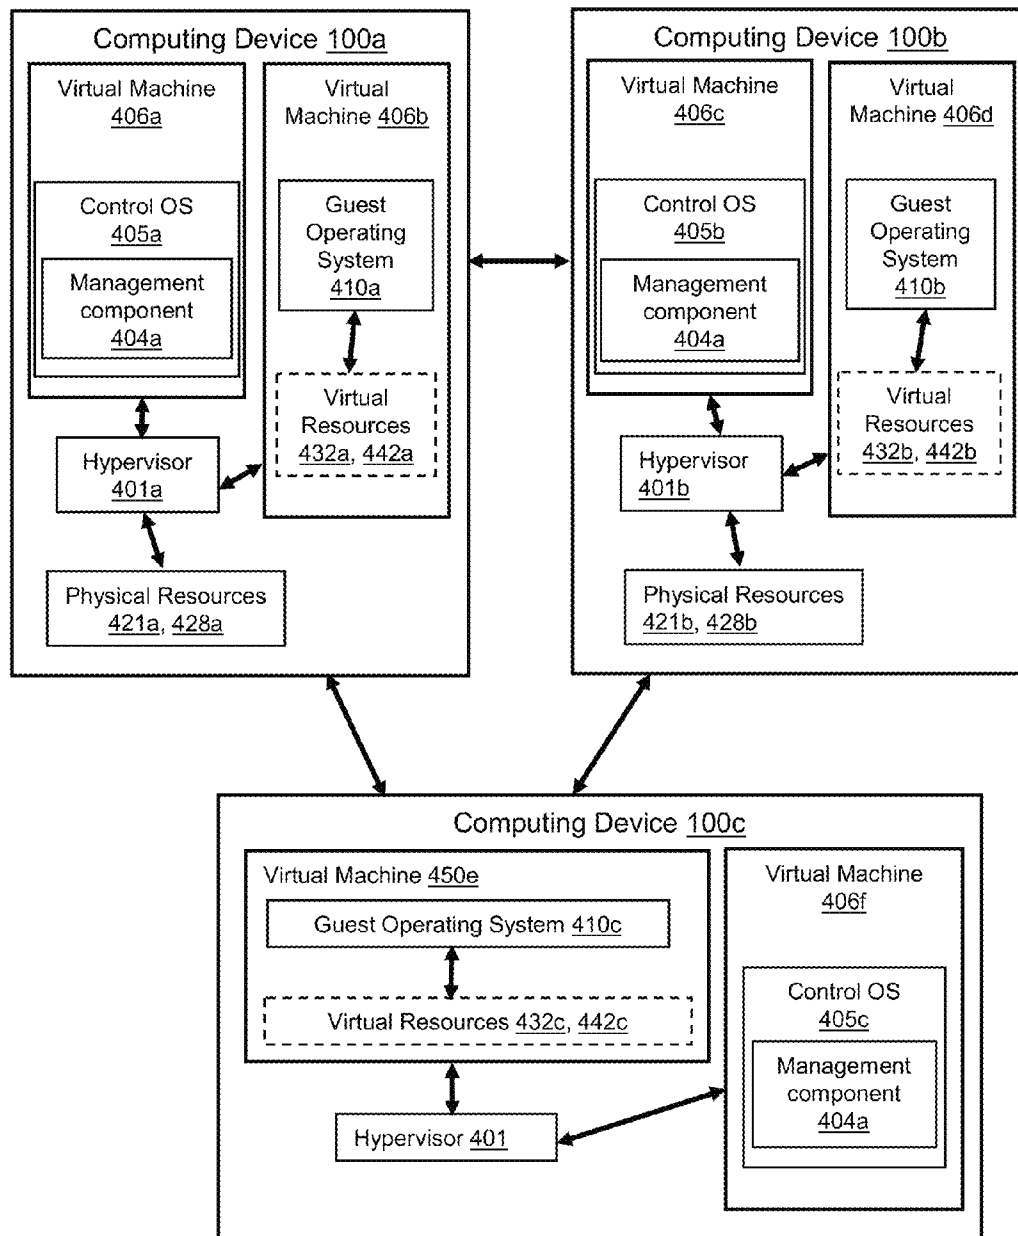 Computing Device 100a
Virtual Machine
406a
Control OS
405a
Management
component
404a
Virtual
Machine 406b
Guest
Operating
System
410a
Virtual
Resources
432a, 442a
Hypervisor
401a
Physical Resources
421a, 428a
Computing Device 100b
Virtual Machine
406c
Control OS
405b
Management
component
404a
Virtual
Machine 406d
Guest
Operating
System
410b
Virtual
Resources
432b, 442b
Hypervisor
401b
Physical Resources
421b, 428b
Computing Device 100c
Virtual Machine 450e
Guest Operating System 410c
Virtual Resources 432c, 442c
Hypervisor 401
Virtual Machine
406f
Control OS
405c
Management
component
404a